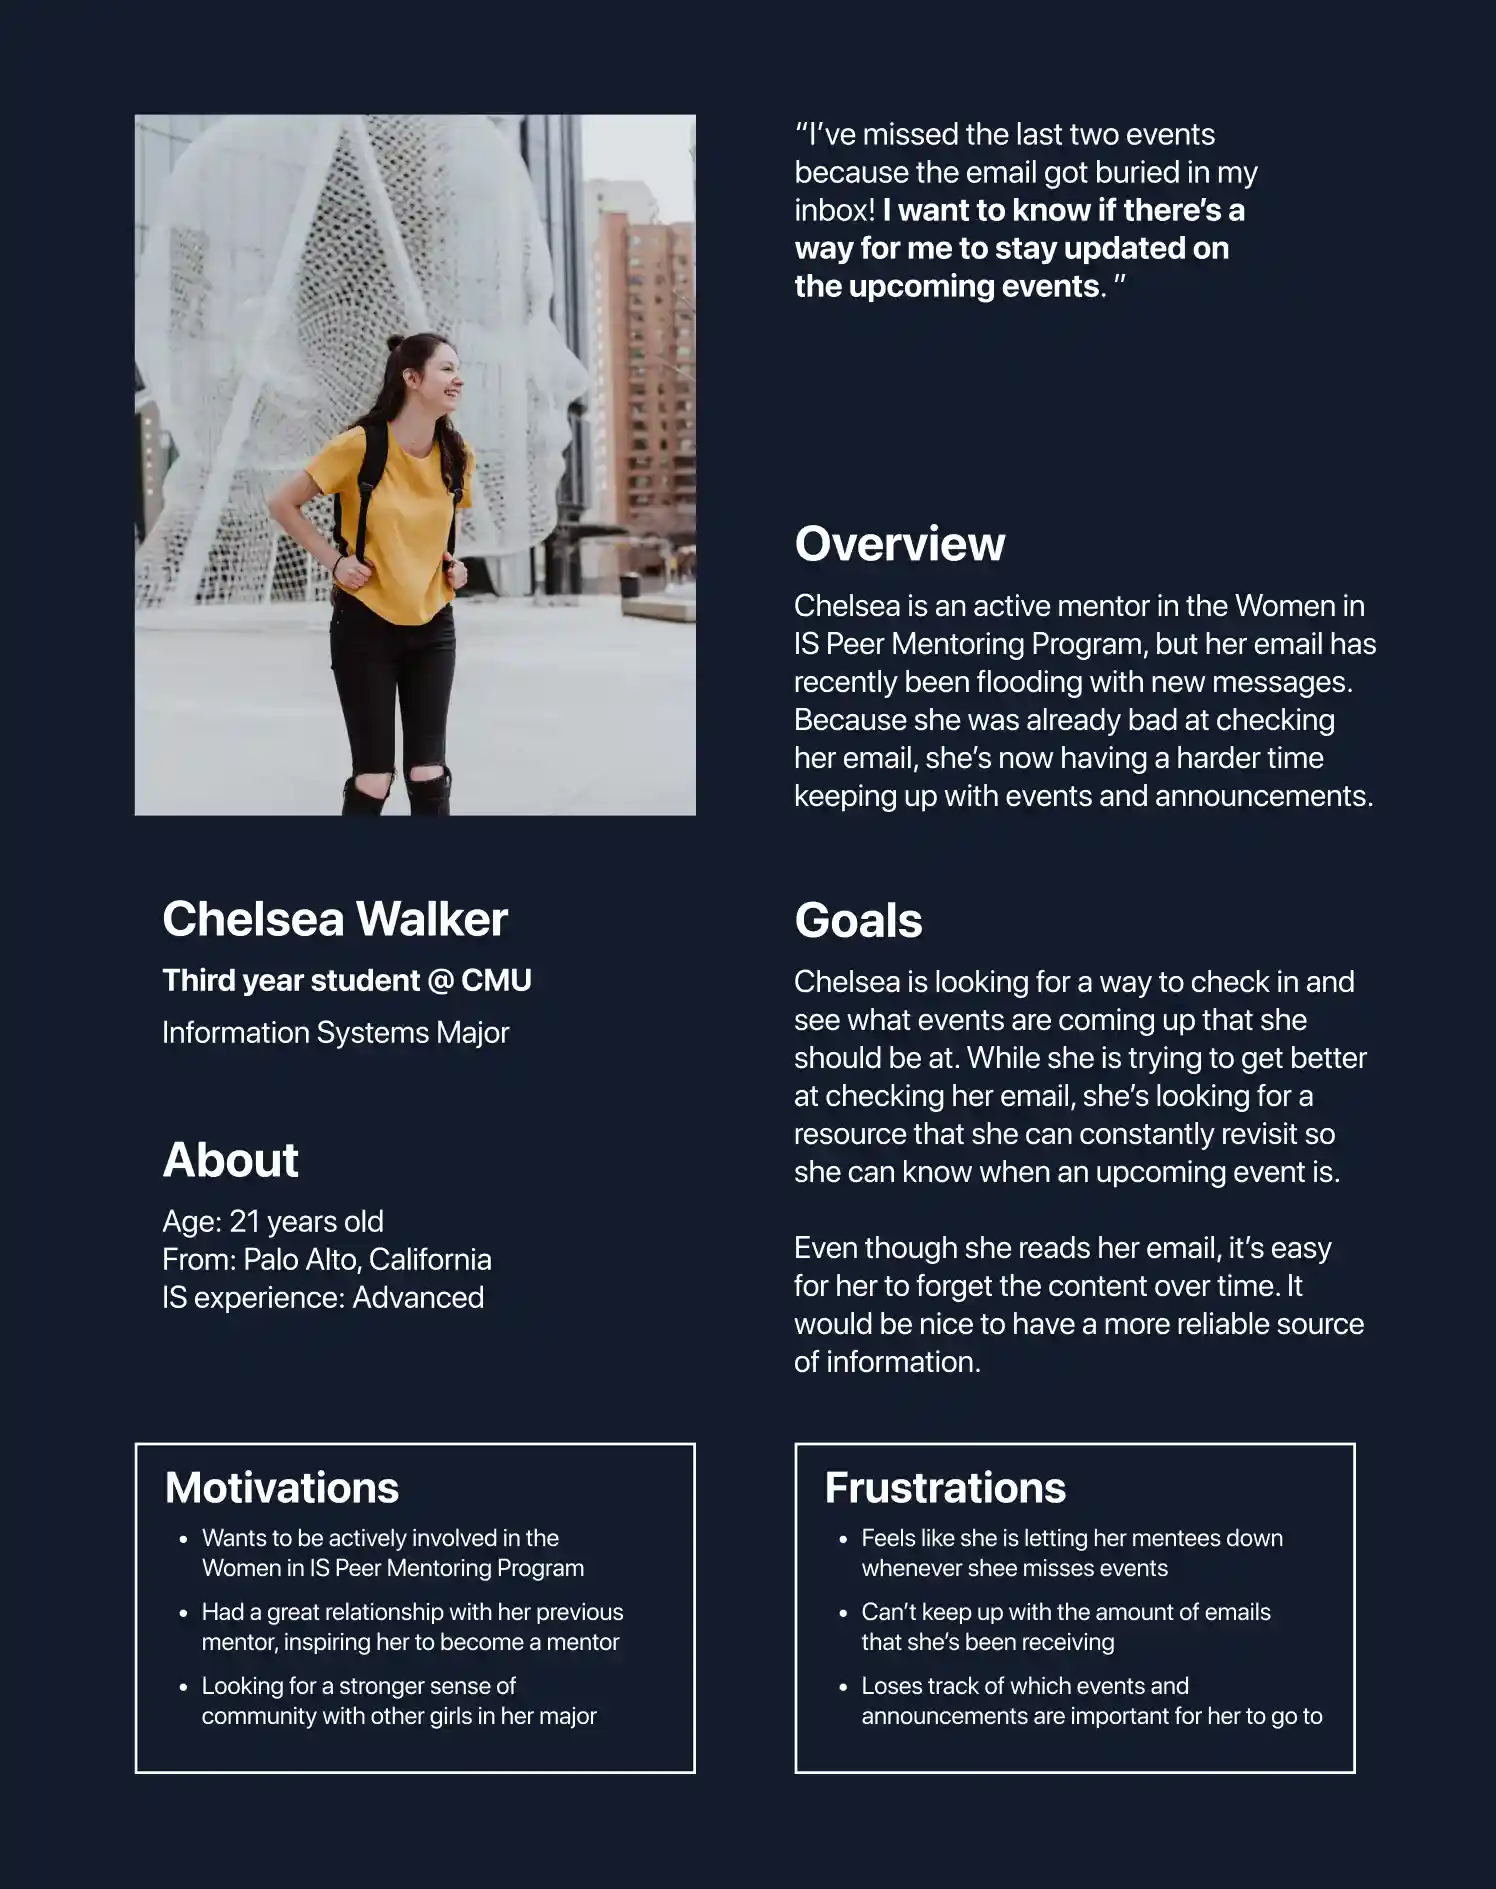 “I’ve missed the last two events
because the email got buried in my
inbox! I want to know if there’s a
way for me to stay updated on
the upcoming events. ”
Overview
Chelsea is an active mentor in the Women in
IS Peer Mentoring Program, but her email has
recently been flooding with new messages.
Because she was already bad at checking
her email, she’s now having a harder time
keeping up with events and announcements.
Chelsea Walker
Third year student @ CMU
Information Systems Major
About
Age: 21 years old
From: Palo Alto, California
IS experience: Advanced
Goals
Chelsea is looking for a way to check in and
see what events are coming up that she
should be at. While she is trying to get better
at checking her email, she’s looking for a
resource that she can constantly revisit so
she can know when an upcoming event is.
Even though she reads her email, it’s easy
for her to forget the content over time. It
would be nice to have a more reliable source
of information.
Motivations
• Wants to be actively involved in the
Women in IS Peer Mentoring Program
• Had a great relationship with her previous
mentor, inspiring her to become a mentor
• Looking for a stronger sense of
community with other girls in her major
Frustrations
• Feels like she is letting her mentees down
whenever shee misses events
• Can’t keep up with the amount of emails
that she’s been receiving
• Loses track of which events and
announcements are important for her to go to